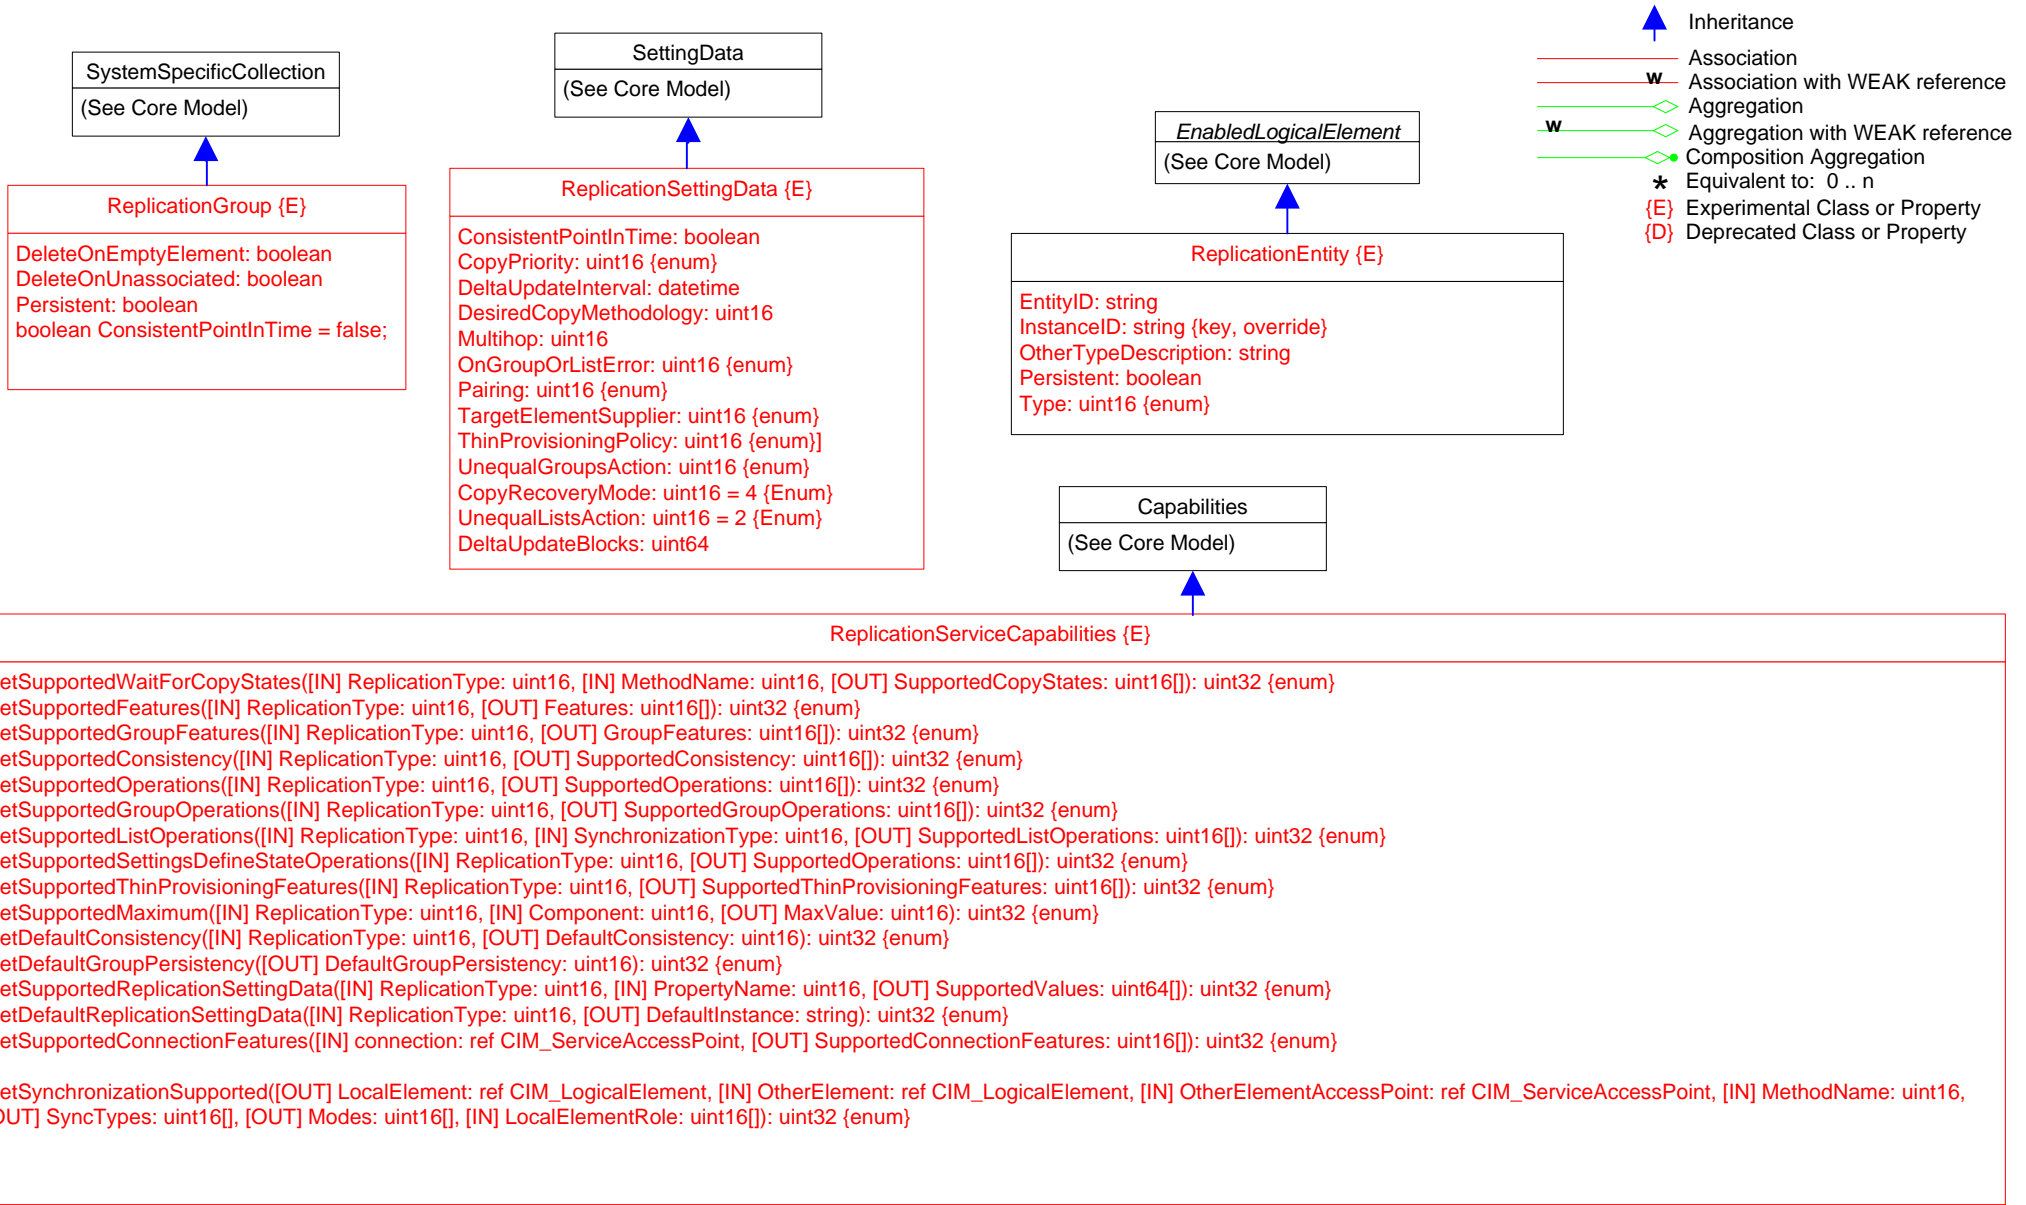 SystemSpecificCollection
(See Core Model)
SettingData
(See Core Model)
EnabledLogicalElement
(See Core Model)
Inheritance
Association
w Association with WEAK reference
Aggregation
w Aggregation with WEAK reference
Composition Aggregation
* Equivalent to: 0 .. n
{E} Experimental Class or Property
{D} Deprecated Class or Property
ReplicationGroup {E}
DeleteOnEmptyElement: boolean
DeleteOnUnassociated: boolean
Persistent: boolean
boolean ConsistentPointInTime = false;
ReplicationSettingData {E}
ConsistentPointInTime: boolean
CopyPriority: uint16 {enum}
DeltaUpdateInterval: datetime
DesiredCopyMethodology: uint16
Multihop: uint16
OnGroupOrListError: uint16 {enum}
Pairing: uint16 {enum}
TargetElementSupplier: uint16 {enum}
ThinProvisioningPolicy: uint16 {enum}]
UnequalGroupsAction: uint16 {enum}
CopyRecoveryMode: uint16 = 4 {Enum}
UnequalListsAction: uint16 = 2 {Enum}
DeltaUpdateBlocks: uint64
ReplicationEntity {E}
EntityID: string
InstanceID: string {key, override}
OtherTypeDescription: string
Persistent: boolean
Type: uint16 {enum}
Capabilities
(See Core Model)
ReplicationServiceCapabilities {E}
etSupportedWaitForCopyStates([IN] ReplicationType: uint16, [IN] MethodName: uint16, [OUT] SupportedCopyStates: uint16[]): uint32 {enum}
etSupportedFeatures([IN] ReplicationType: uint16, [OUT] Features: uint16[]): uint32 {enum}
etSupportedGroupFeatures([IN] ReplicationType: uint16, [OUT] GroupFeatures: uint16[]): uint32 {enum}
etSupportedConsistency([IN] ReplicationType: uint16, [OUT] SupportedConsistency: uint16[]): uint32 {enum}
etSupportedOperations([IN] ReplicationType: uint16, [OUT] SupportedOperations: uint16[]): uint32 {enum}
etSupportedGroupOperations([IN] ReplicationType: uint16, [OUT] SupportedGroupOperations: uint16[]): uint32 {enum}
etSupportedListOperations([IN] ReplicationType: uint16, [IN] SynchronizationType: uint16, [OUT] SupportedListOperations: uint16[]): uint32 {enum}
etSupportedSettingsDefineStateOperations([IN] ReplicationType: uint16, [OUT] SupportedOperations: uint16[]): uint32 {enum}
etSupportedThinProvisioningFeatures([IN] ReplicationType: uint16, [OUT] SupportedThinProvisioningFeatures: uint16[]): uint32 {enum}
etSupportedMaximum([IN] ReplicationType: uint16, [IN] Component: uint16, [OUT] MaxValue: uint16): uint32 {enum}
etDefaultConsistency([IN] ReplicationType: uint16, [OUT] DefaultConsistency: uint16): uint32 {enum}
etDefaultGroupPersistency([OUT] DefaultGroupPersistency: uint16): uint32 {enum}
etSupportedReplicationSettingData([IN] ReplicationType: uint16, [IN] PropertyName: uint16, [OUT] SupportedValues: uint64[]): uint32 {enum}
etDefaultReplicationSettingData([IN] ReplicationType: uint16, [OUT] DefaultInstance: string): uint32 {enum}
etSupportedConnectionFeatures([IN] connection: ref CIM_ServiceAccessPoint, [OUT] SupportedConnectionFeatures: uint16[]): uint32 {enum}
etSynchronizationSupported([OUT] LocalElement: ref CIM_LogicalElement, [IN] OtherElement: ref CIM_LogicalElement, [IN] OtherElementAccessPoint: ref CIM_ServiceAccessPoint, [IN] MethodName: uint16,
OUT] SyncTypes: uint16[], [OUT] Modes: uint16[], [IN] LocalElementRole: uint16[]): uint32 {enum}